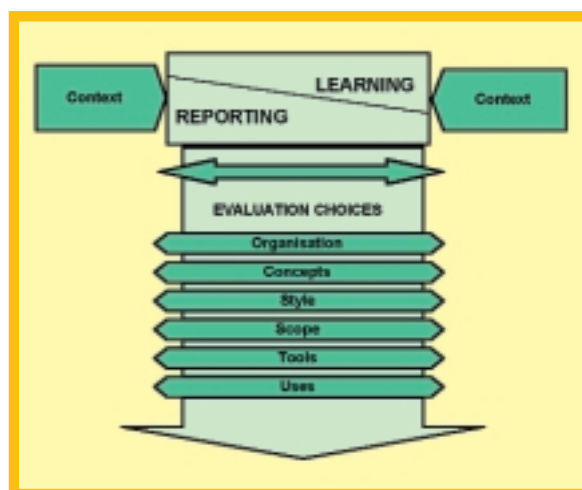 LEARNING
Context
Context
REPORTING
EVALUATION CHOICES
Organisation
Concepts
Style
Scope
Tools
Uses